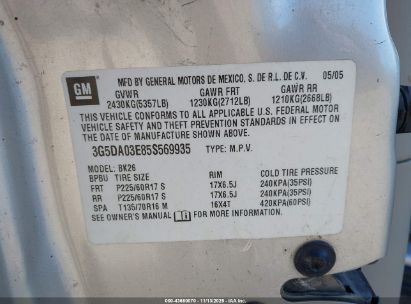 GM
MFD BY GENERAL MOTORS DE MEXICO, S. DE R.L. DE C.V. 05/05
GVWR GAWR FRT GAWR RR
2430KG(5357LB) 1230KG(2712LB) 1210KG(2668LB)
THIS VEHICLE CONFORMS TO ALL APPLICABLE U.S. FEDERAL MOTOR
VEHICLE SAFETY AND THEFT PREVENTION STANDARDS IN EFFECT ON
THE DATE OF MANUFACTURE SHOWN ABOVE.
3G5DA03E85S569935 TYPE: M.P.V.
MODEL: BK26
BPBU TIRE SIZE RIM COLD TIRE PRESSURE
FRT P225/60R17 S 17X6.5J 240KPA(35PSI)
RR P225/60R17 S 17X6.5J 240KPA(35PSI)
SPA T135/70R16 M 16X4T 420KPA(60PSI)
SEE OWNER'S MANUAL FOR MORE INFORMATION.